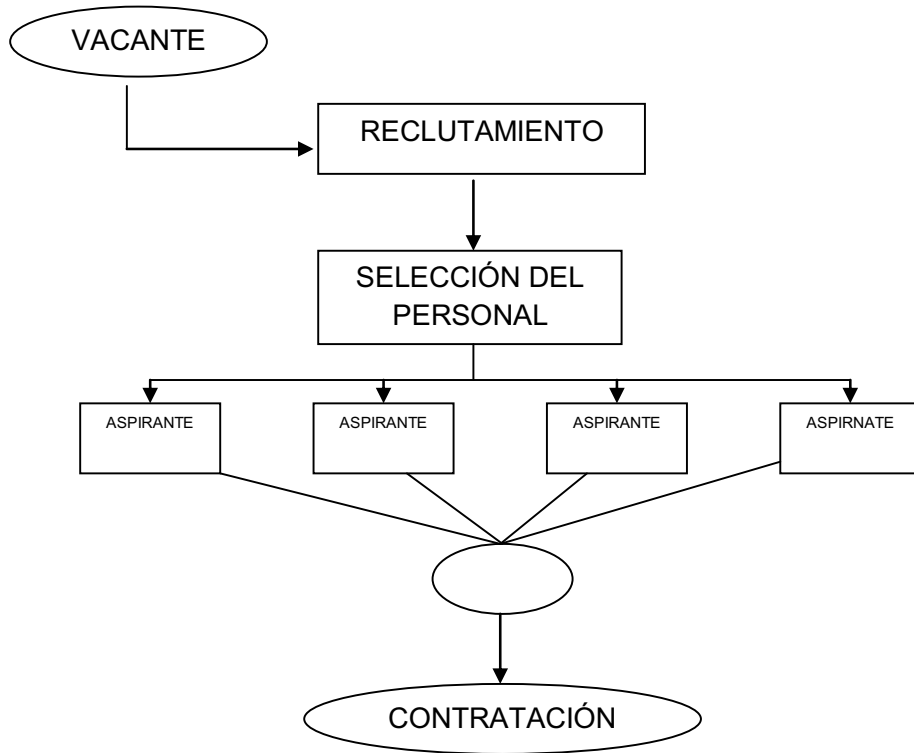 VACANTE
RECLUTAMIENTO
SELECCIÓN DEL
PERSONAL
ASPIRANTE
ASPIRANTE
ASPIRANTE
ASPIRNATE
CONTRATACIÓN